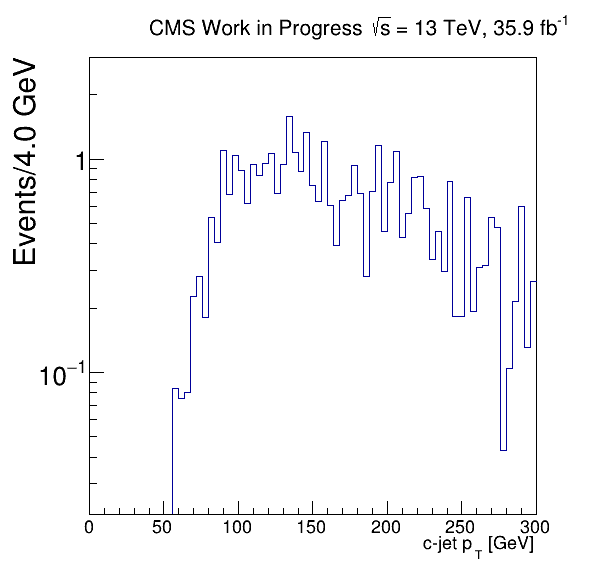 CMS Work in Progress √s = 13 TeV, 35.9 fb⁻¹
Events/4.0 GeV
1
10⁻¹
0 50 100 150 200 250 300
c-jet p_T [GeV]